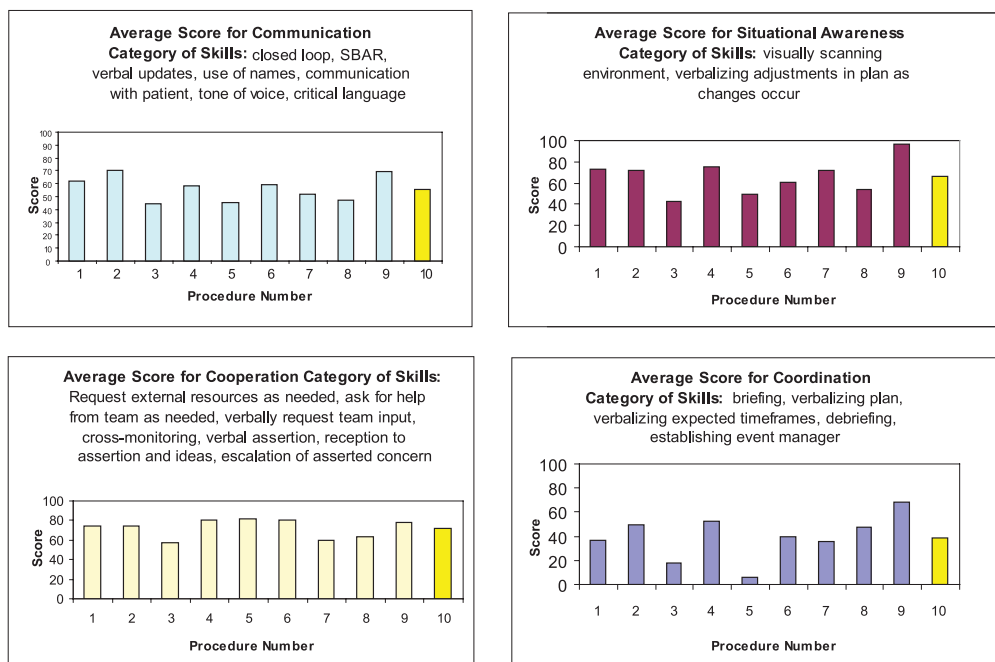 Average Score for Communication
Category of Skills: closed loop, SBAR,
verbal updates, use of names, communication
with patient, tone of voice, critical language
100
90
80
70
60
50
40
30
20
10
0
Score
1 2 3 4 5 6 7 8 9 10
Procedure Number
Average Score for Situational Awareness
Category of Skills: visually scanning
environment, verbalizing adjustments in plan as
changes occur
100
80
60
40
20
0
Score
1 2 3 4 5 6 7 8 9 10
Procedure Number
Average Score for Cooperation Category of Skills:
Request external resources as needed, ask for help
from team as needed, verbally request team input,
cross-monitoring, verbal assertion, reception to
assertion and ideas, escalation of asserted concern
100
80
60
40
20
0
Score
1 2 3 4 5 6 7 8 9 10
Procedure Number
Average Score for Coordination
Category of Skills: briefing, verbalizing plan,
verbalizing expected timeframes, debriefing,
establishing event manager
100
80
60
40
20
0
Score
1 2 3 4 5 6 7 8 9 10
Procedure Number